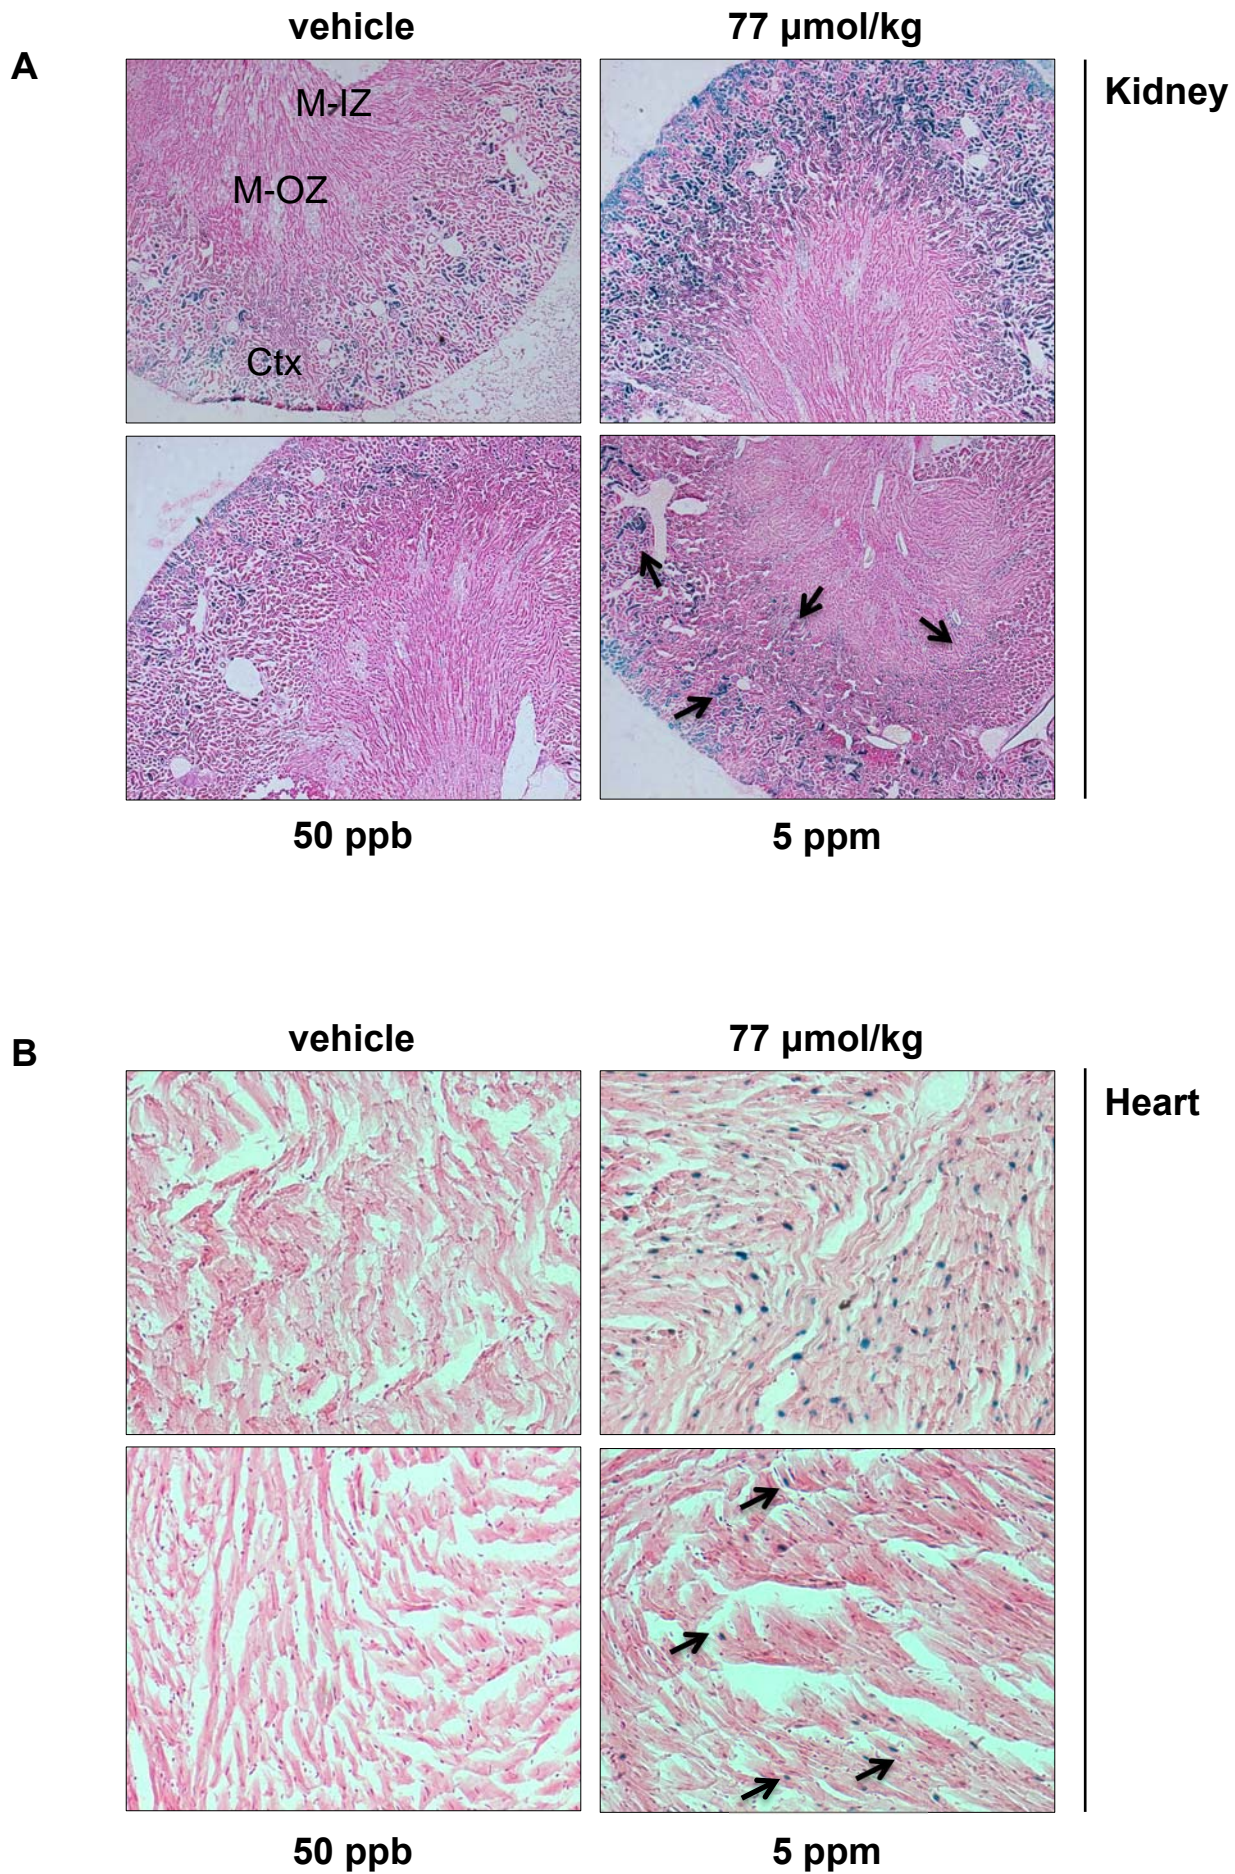 vehicle 77 µmol/kg
A
Kidney
M-IZ
M-OZ
Ctx
50 ppb 5 ppm
vehicle 77 µmol/kg
B
Heart
50 ppb 5 ppm